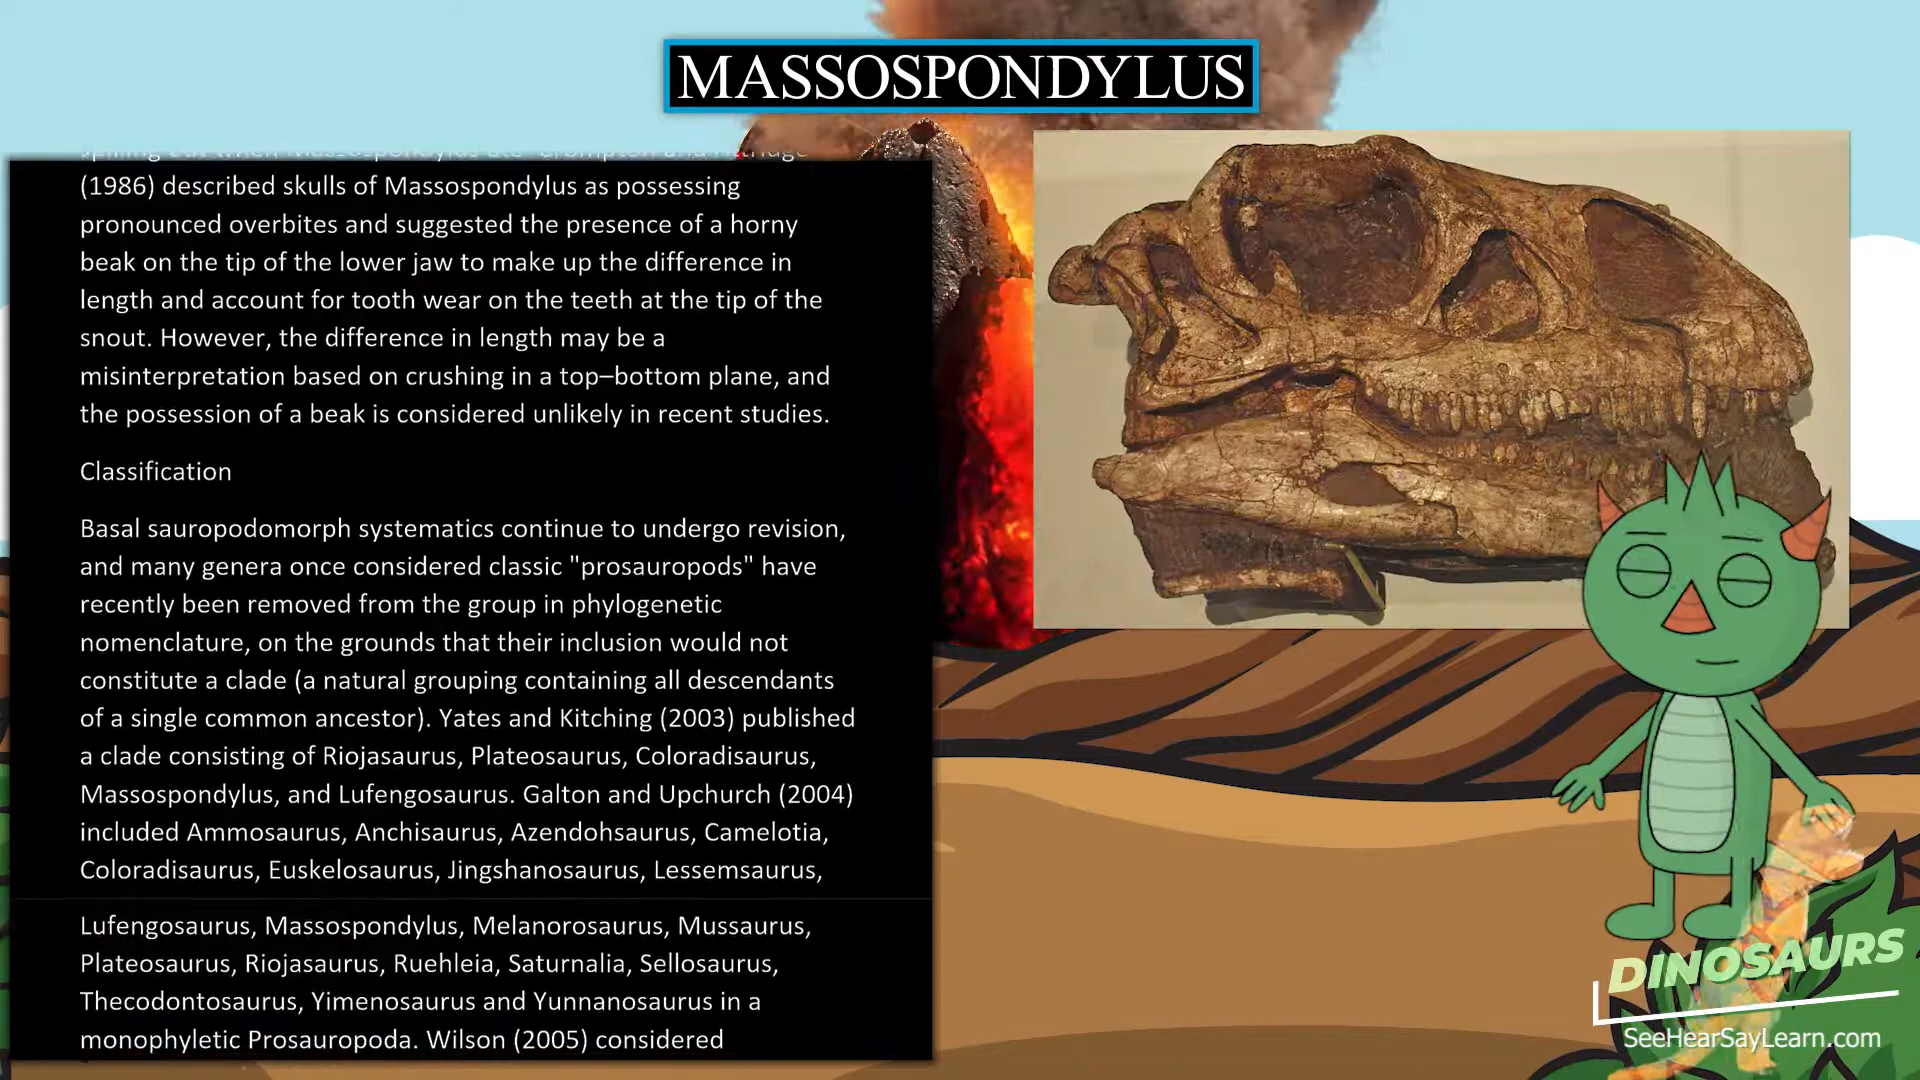 MASSOSPONDYLUS
(1986) described skulls of Massospondylus as possessing
pronounced overbites and suggested the presence of a horny
beak on the tip of the lower jaw to make up the difference in
length and account for tooth wear on the teeth at the tip of the
snout. However, the difference in length may be a
misinterpretation based on crushing in a top–bottom plane, and
the possession of a beak is considered unlikely in recent studies.
Classification
Basal sauropodomorph systematics continue to undergo revision,
and many genera once considered classic "prosauropods" have
recently been removed from the group in phylogenetic
nomenclature, on the grounds that their inclusion would not
constitute a clade (a natural grouping containing all descendants
of a single common ancestor). Yates and Kitching (2003) published
a clade consisting of Riojasaurus, Plateosaurus, Coloradisaurus,
Massospondylus, and Lufengosaurus. Galton and Upchurch (2004)
included Ammosaurus, Anchisaurus, Azendohsaurus, Camelotia,
Coloradisaurus, Euskelosaurus, Jingshanosaurus, Lessemsaurus,
Lufengosaurus, Massospondylus, Melanorosaurus, Mussaurus,
Plateosaurus, Riojasaurus, Ruehleia, Saturnalia, Sellosaurus,
Thecodontosaurus, Yimenosaurus and Yunnanosaurus in a
monophyletic Prosauropoda. Wilson (2005) considered
DINOSAURS
SeeHearSayLearn.com